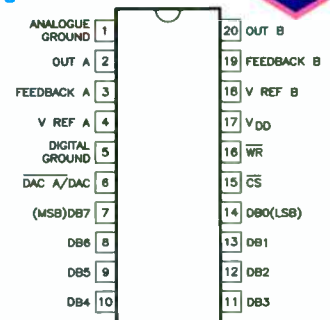 ANALOGUE
GROUND 1
OUT A 2
FEEDBACK A 3
V REF A 4
DIGITAL
GROUND 5
DAC A/DAC 6
(MSB)DB7 7
DB6 8
DB5 9
DB4 10
20 OUT B
19 FEEDBACK B
18 V REF B
17 VDD
16 WR
15 CS
14 DB0(LSB)
13 DB1
12 DB2
11 DB3